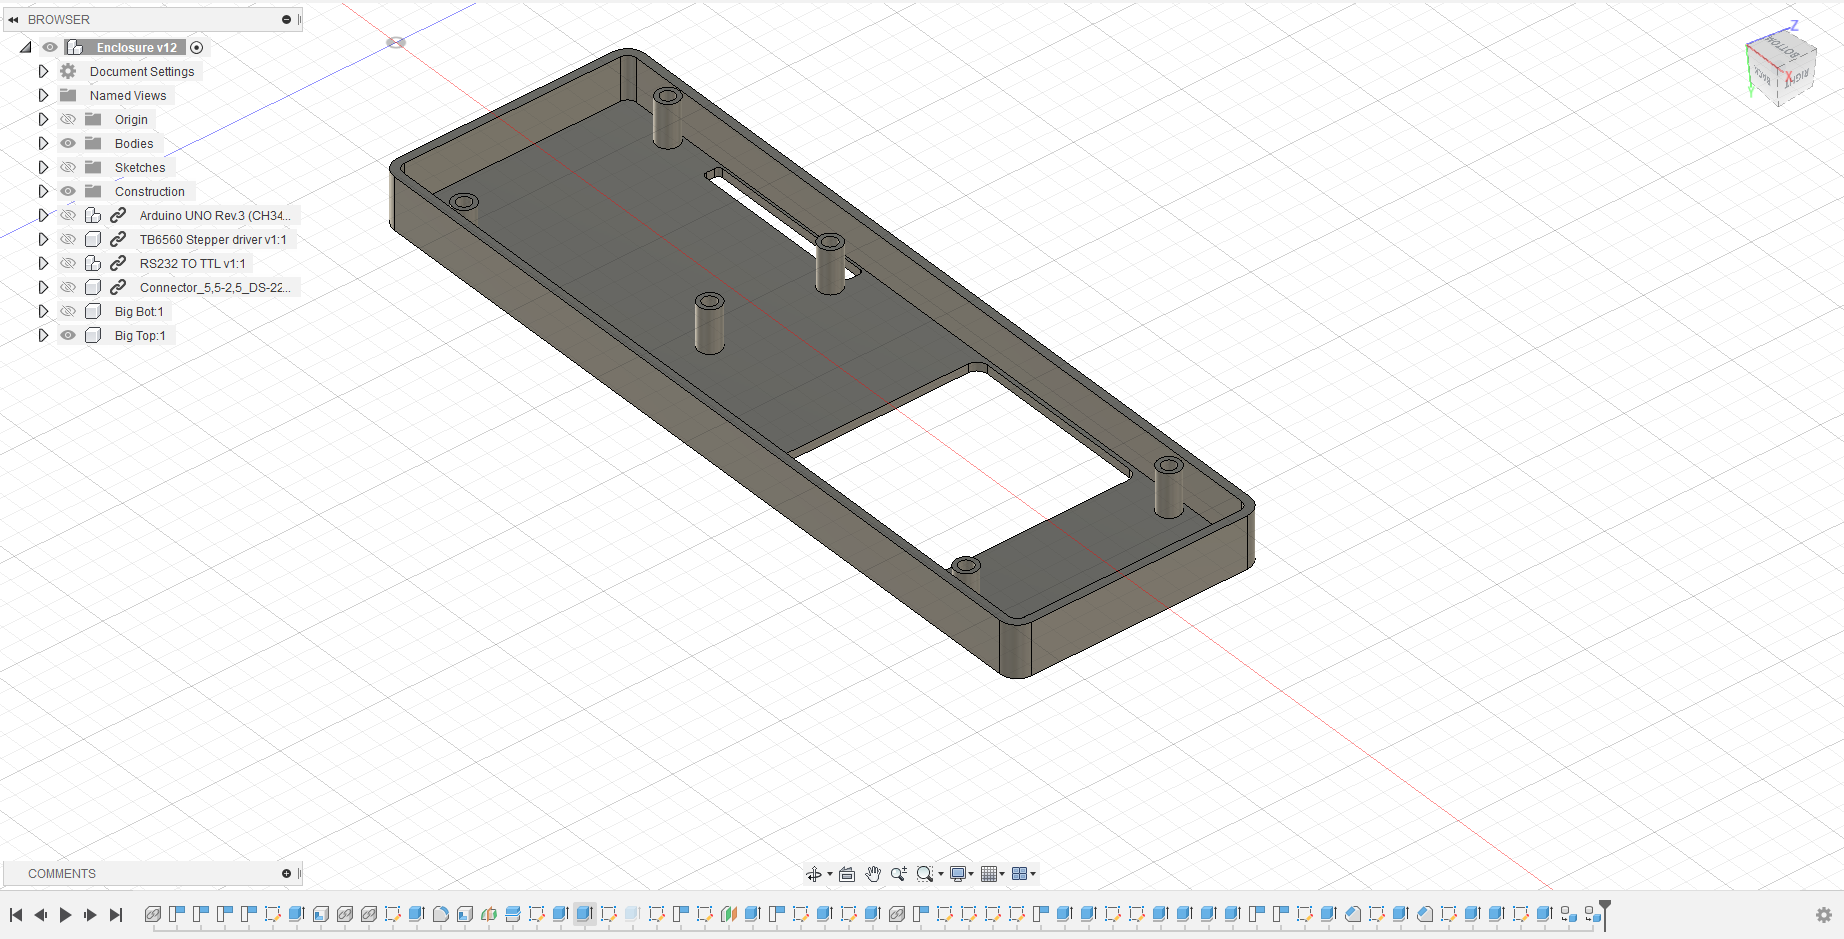 BROWSER
Enclosure v12
Document Settings
Named Views
Origin
Bodies
Sketches
Construction
Arduino UNO Rev.3 (CH34...
TB6560 Stepper driver v1:1
RS232 TO TTL v1:1
Connector_5,5-2,5_DS-22...
Big Bot:1
Big Top:1
Z
BOTTOM
X
BACK
RIGHT
COMMENTS